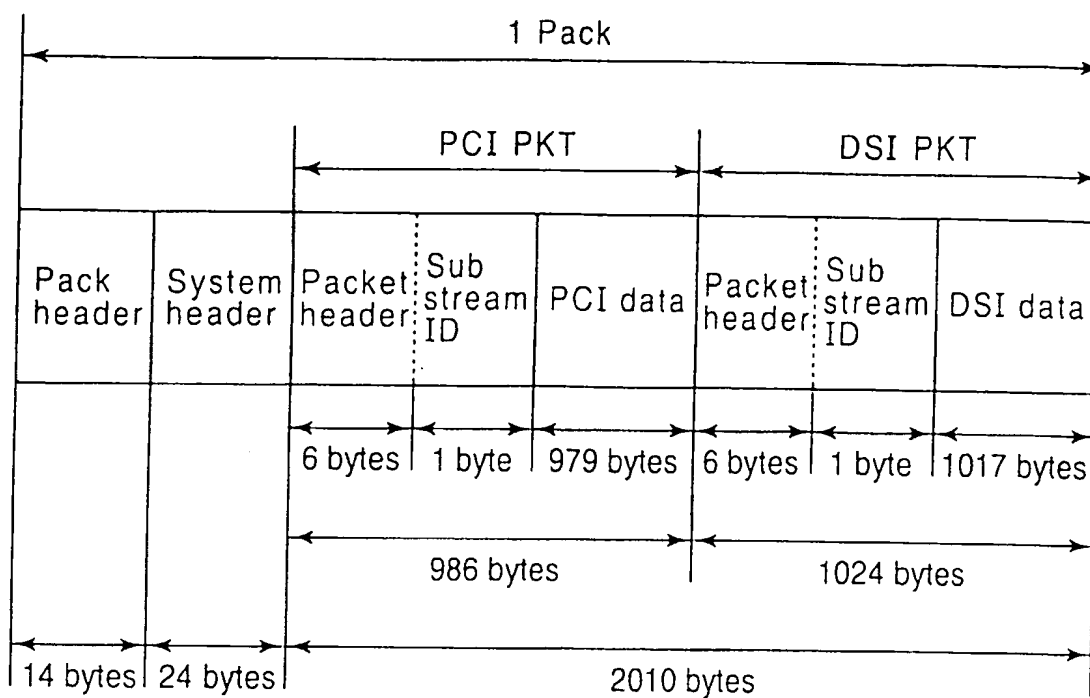 1 Pack
PCI PKT
DSI PKT
Pack
header
System
header
Packet
header
Sub
stream
ID
PCI data
Packet
header
Sub
stream
ID
DSI data
6 bytes
1 byte
979 bytes
6 bytes
1 byte
1017 bytes
986 bytes
1024 bytes
14 bytes
24 bytes
2010 bytes